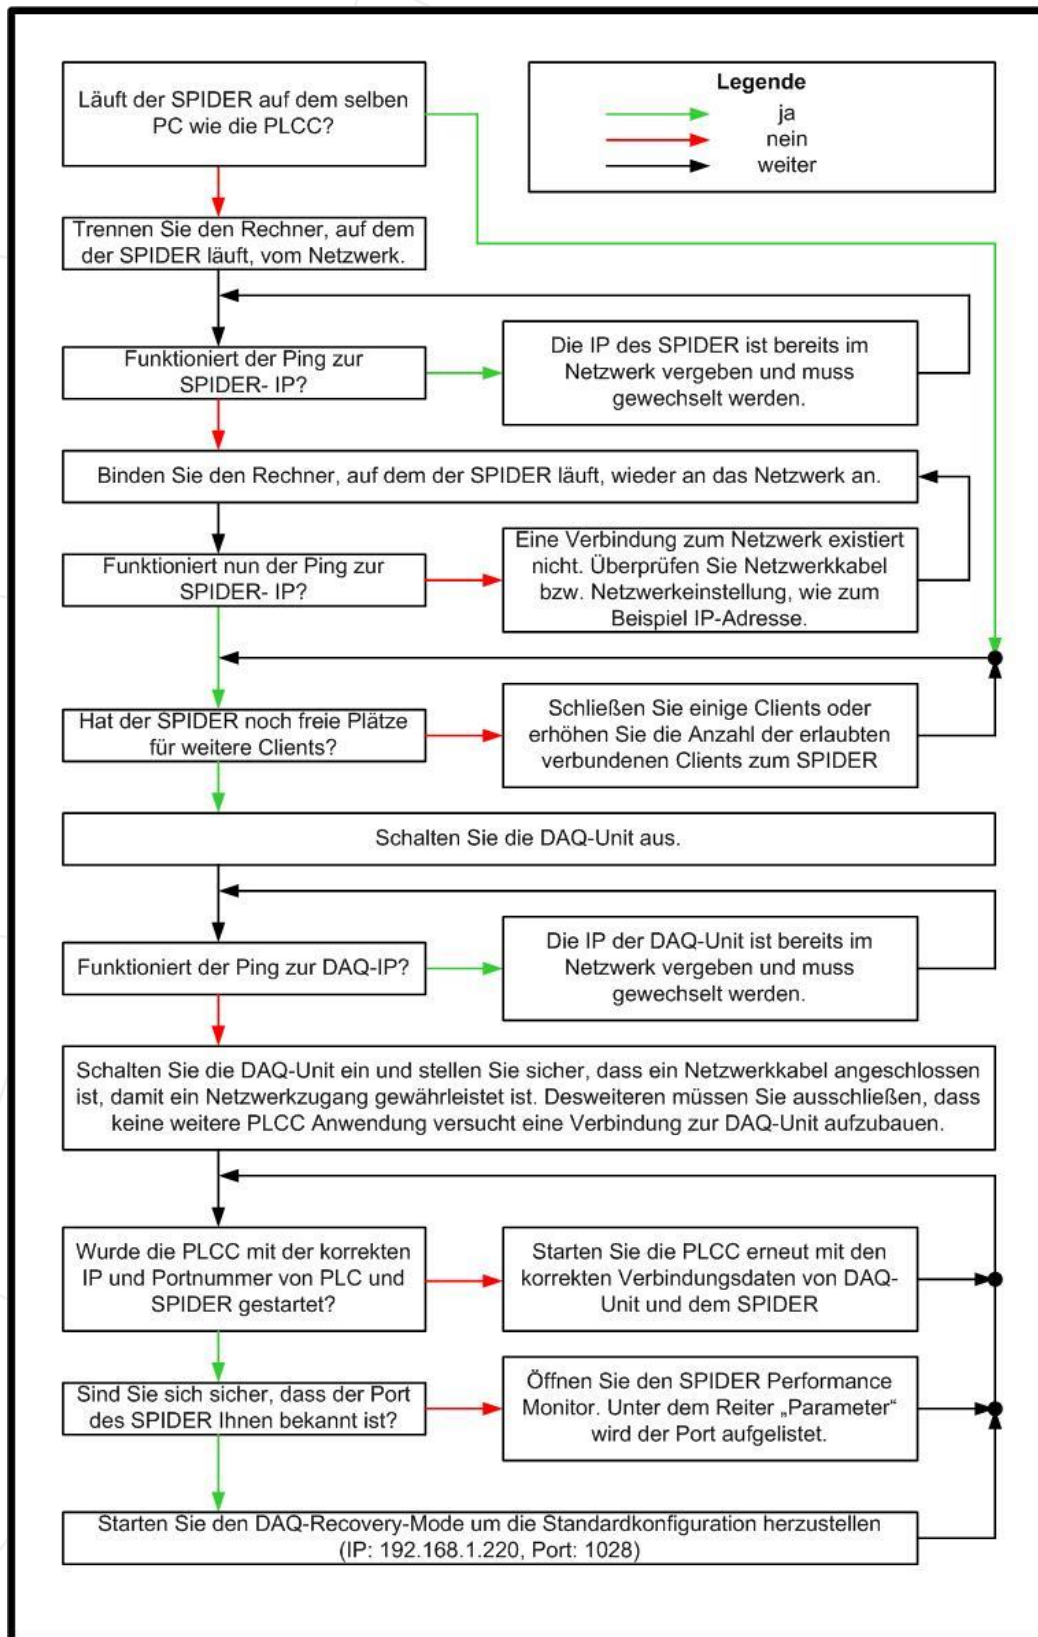 Läuft der SPIDER auf dem selben
PC wie die PLCC?
Legende
ja
nein
weiter
Trennen Sie den Rechner, auf dem
der SPIDER läuft, vom Netzwerk.
Funktioniert der Ping zur
SPIDER- IP?
Die IP des SPIDER ist bereits im
Netzwerk vergeben und muss
gewechselt werden.
Binden Sie den Rechner, auf dem der SPIDER läuft, wieder an das Netzwerk an.
Funktioniert nun der Ping zur
SPIDER- IP?
Eine Verbindung zum Netzwerk existiert
nicht. Überprüfen Sie Netzwerkkabel
bzw. Netzwerkeinstellung, wie zum
Beispiel IP-Adresse.
Hat der SPIDER noch freie Plätze
für weitere Clients?
Schließen Sie einige Clients oder
erhöhen Sie die Anzahl der erlaubten
verbundenen Clients zum SPIDER
Schalten Sie die DAQ-Unit aus.
Funktioniert der Ping zur DAQ-IP?
Die IP der DAQ-Unit ist bereits im
Netzwerk vergeben und muss
gewechselt werden.
Schalten Sie die DAQ-Unit ein und stellen Sie sicher, dass ein Netzwerkkabel angeschlossen
ist, damit ein Netzwerkzugang gewährleistet ist. Desweiteren müssen Sie ausschließen, dass
keine weitere PLCC Anwendung versucht eine Verbindung zur DAQ-Unit aufzubauen.
Wurde die PLCC mit der korrekten
IP und Portnummer von PLC und
SPIDER gestartet?
Starten Sie die PLCC erneut mit den
korrekten Verbindungsdaten von DAQ-
Unit und dem SPIDER
Sind Sie sich sicher, dass der Port
des SPIDER Ihnen bekannt ist?
Öffnen Sie den SPIDER Performance
Monitor. Unter dem Reiter „Parameter“
wird der Port aufgelistet.
Starten Sie den DAQ-Recovery-Mode um die Standardkonfiguration herzustellen
(IP: 192.168.1.220, Port: 1028)